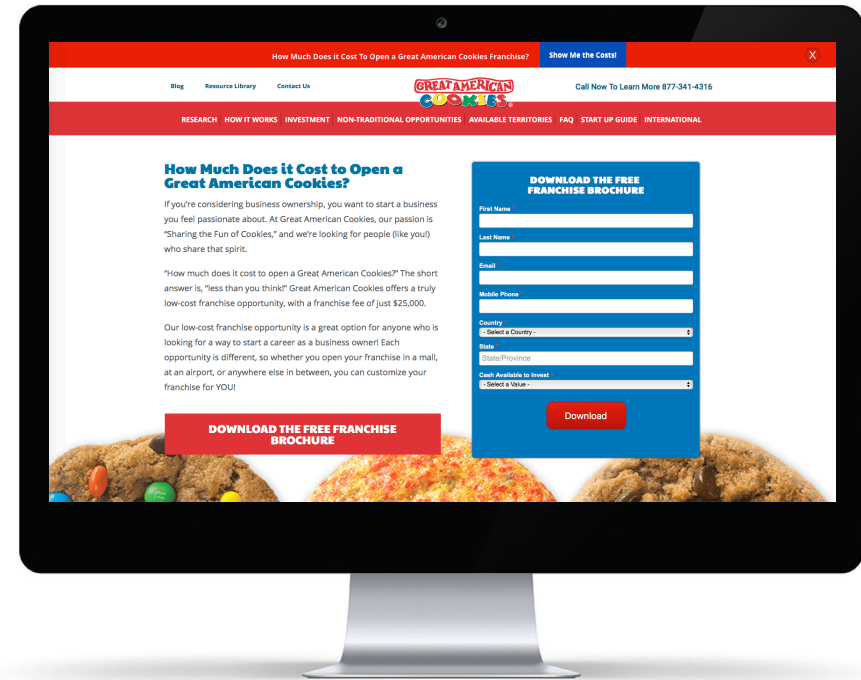 How Much Does it Cost To Open a Great American Cookies Franchise?
Show Me the Costs!
X
Blog
Resource Library
Contact Us
GREAT AMERICAN
COOKIES®
Call Now To Learn More 877-341-4316
RESEARCH
HOW IT WORKS
INVESTMENT
NON-TRADITIONAL OPPORTUNITIES
AVAILABLE TERRITORIES
FAQ
START UP GUIDE
INTERNATIONAL
How Much Does it Cost to Open a
Great American Cookies?
If you're considering business ownership, you want to start a business
you feel passionate about. At Great American Cookies, our passion is
"Sharing the Fun of Cookies," and we're looking for people (like you!)
who share that spirit.
"How much does it cost to open a Great American Cookies?" The short
answer is, "less than you think!" Great American Cookies offers a truly
low-cost franchise opportunity, with a franchise fee of just $25,000.
Our low-cost franchise opportunity is a great option for anyone who is
looking for a way to start a career as a business owner! Each
opportunity is different, so whether you open your franchise in a mall,
at an airport, or anywhere else in between, you can customize your
franchise for YOU!
DOWNLOAD THE FREE FRANCHISE
BROCHURE
DOWNLOAD THE FREE
FRANCHISE BROCHURE
First Name *
Last Name *
Email *
Mobile Phone *
Country *
- Select a Country -
State *
State/Province
Cash Available to Invest *
- Select a Value -
Download